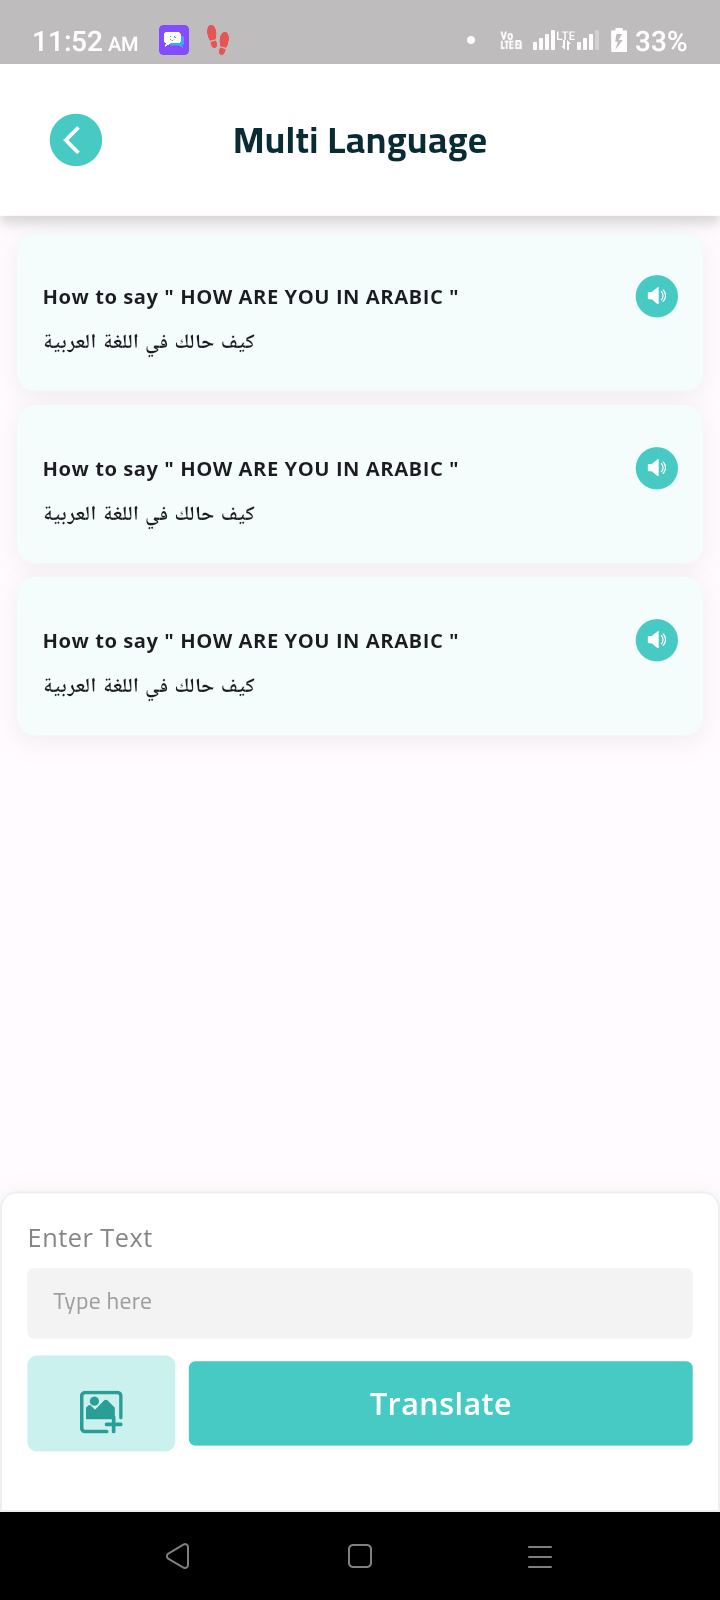 11:52 AM
Vo LTE LTE 33%
Multi Language
How to say " HOW ARE YOU IN ARABIC "
كيف حالك في اللغة العربية
How to say " HOW ARE YOU IN ARABIC "
كيف حالك في اللغة العربية
How to say " HOW ARE YOU IN ARABIC "
كيف حالك في اللغة العربية
Enter Text
Type here
Translate